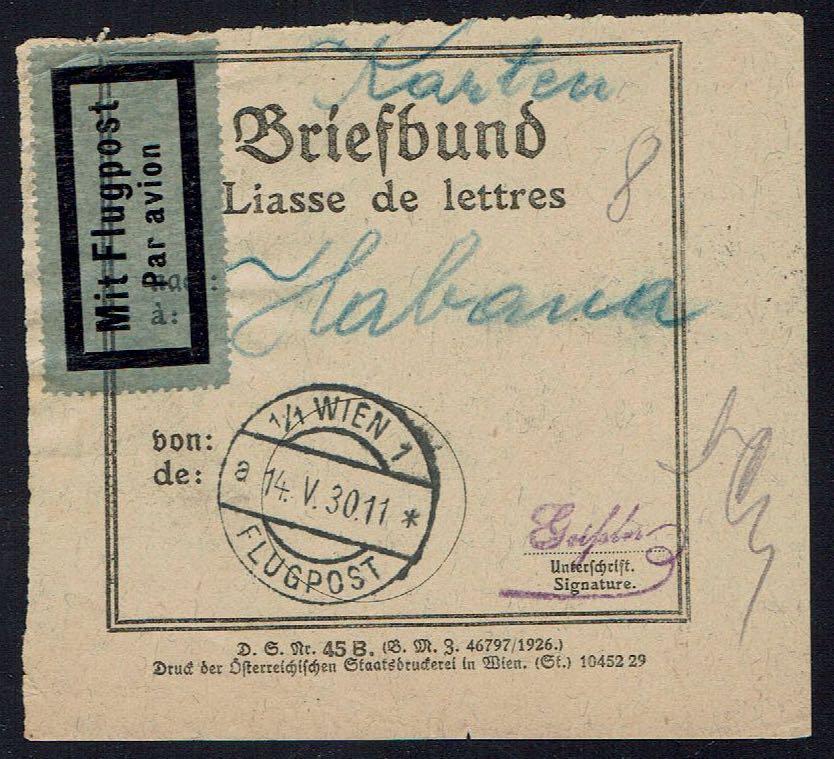 Karten
Briefbund
Liasse de lettres
8
Mit Flugpost
Par avion
nach:
à:
Habana
von:
de:
1/1 WIEN 1
a 14. V. 30.11 *
FLUGPOST
Unterschrift.
Signature.
D. S. Nr. 45 B. (B. M. Z. 46797/1926.)
Druck der Österreichischen Staatsdruckerei in Wien. (St.) 10452 29